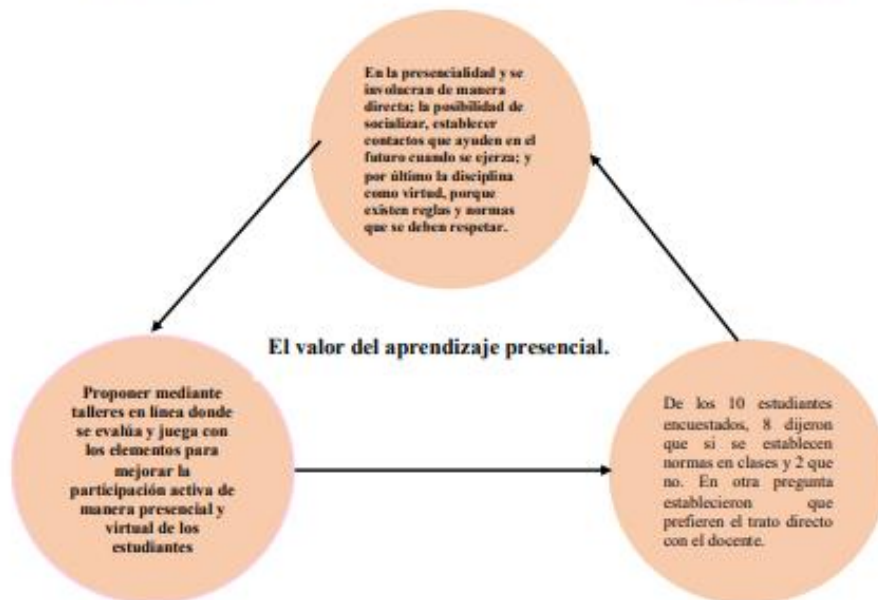 En la presencialidad y se
involucran de manera
directa; la posibilidad de
socializar, establecer
contactos que ayuden en el
futuro cuando se ejerza; y
por último la disciplina
como virtud, porque
existen reglas y normas
que se deben respetar.
El valor del aprendizaje presencial.
Proponer mediante
talleres en línea donde
se evalúa y juega con
los elementos para
mejorar la
participación activa de
manera presencial y
virtual de los
estudiantes
De los 10 estudiantes
encuestados, 8 dijeron
que si se establecen
normas en clases y 2 que
no. En otra pregunta
establecieron que
prefieren el trato directo
con el docente.